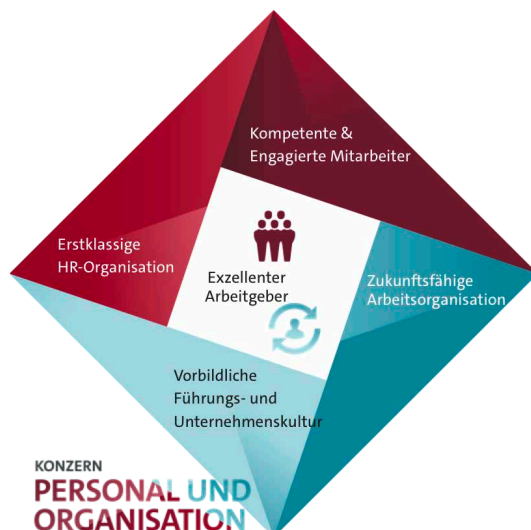 Kompetente &
Engagierte Mitarbeiter
Erstklassige
HR-Organisation
Exzellenter
Arbeitgeber
Zukunftsfähige
Arbeitsorganisation
Vorbildliche
Führungs- und
Unternehmenskultur
KONZERN
PERSONAL UND
ORGANISATION